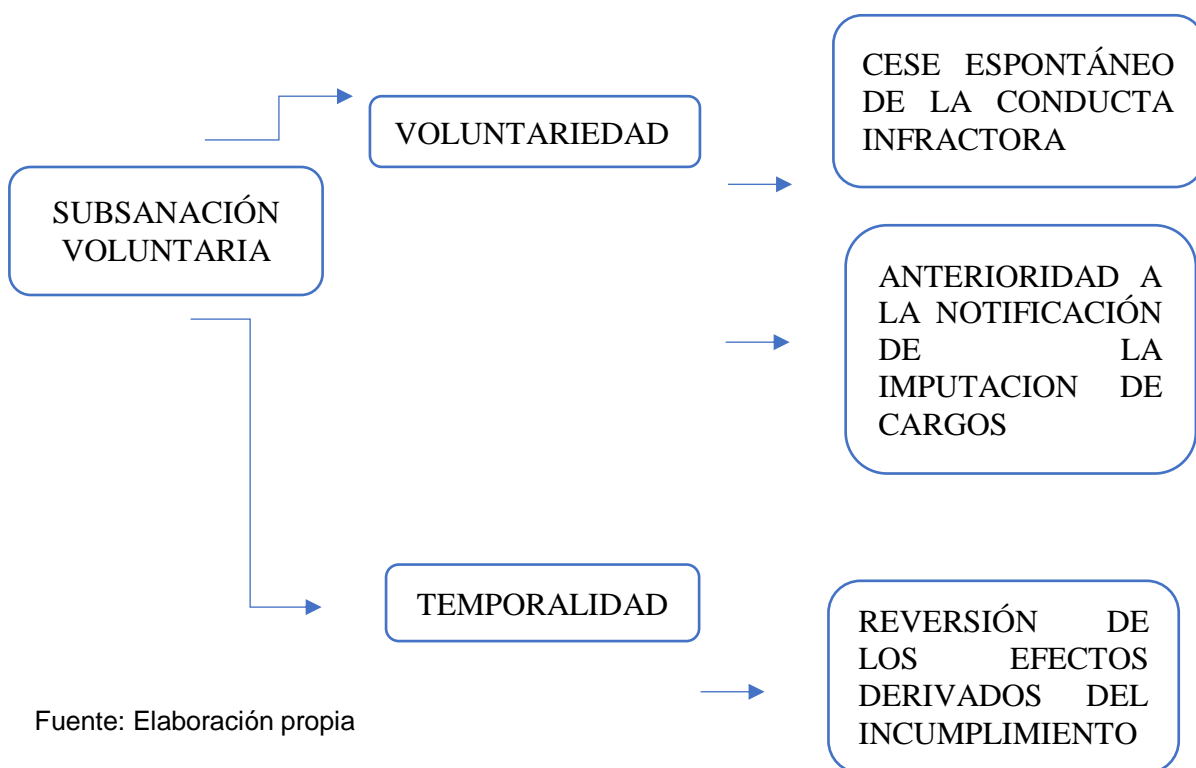 SUBSANACIÓN
VOLUNTARIA
VOLUNTARIEDAD
CESE ESPONTÁNEO
DE LA CONDUCTA
INFRACTORA
ANTERIORIDAD A
LA NOTIFICACIÓN
DE LA
IMPUTACION DE
CARGOS
TEMPORALIDAD
REVERSIÓN DE
LOS EFECTOS
DERIVADOS DEL
INCUMPLIMIENTO
Fuente: Elaboración propia